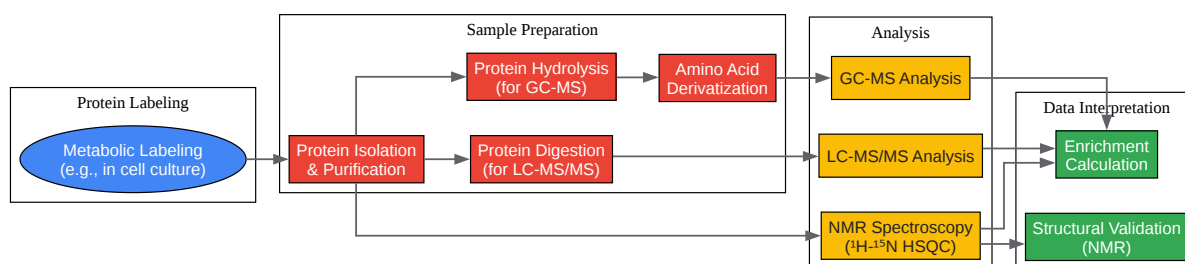 Protein Labeling
Metabolic Labeling
(e.g., in cell culture)
Sample Preparation
Protein Isolation
& Purification
Protein Hydrolysis
(for GC-MS)
Amino Acid
Derivatization
Protein Digestion
(for LC-MS/MS)
Analysis
GC-MS Analysis
LC-MS/MS Analysis
NMR Spectroscopy
(¹H-¹⁵N HSQC)
Data Interpretation
Enrichment
Calculation
Structural Validation
(NMR)